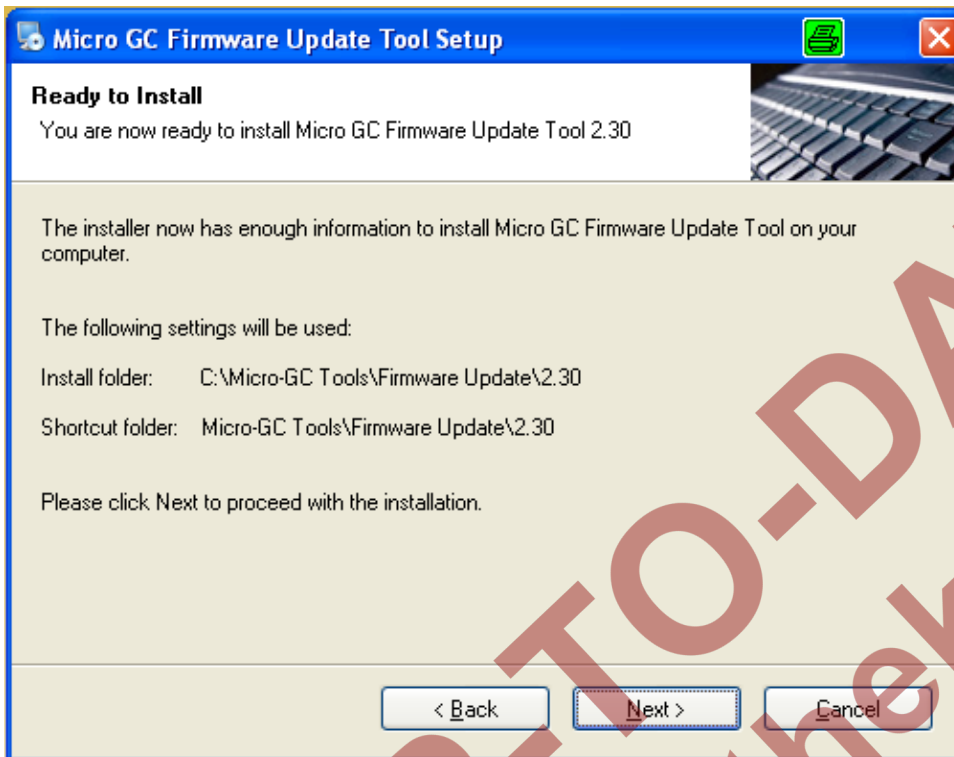 Micro GC Firmware Update Tool Setup
Ready to Install
You are now ready to install Micro GC Firmware Update Tool 2.30
The installer now has enough information to install Micro GC Firmware Update Tool on your
computer.
The following settings will be used:
Install folder: C:\Micro-GC Tools\Firmware Update\2.30
Shortcut folder: Micro-GC Tools\Firmware Update\2.30
Please click Next to proceed with the installation.
< Back Next > Cancel